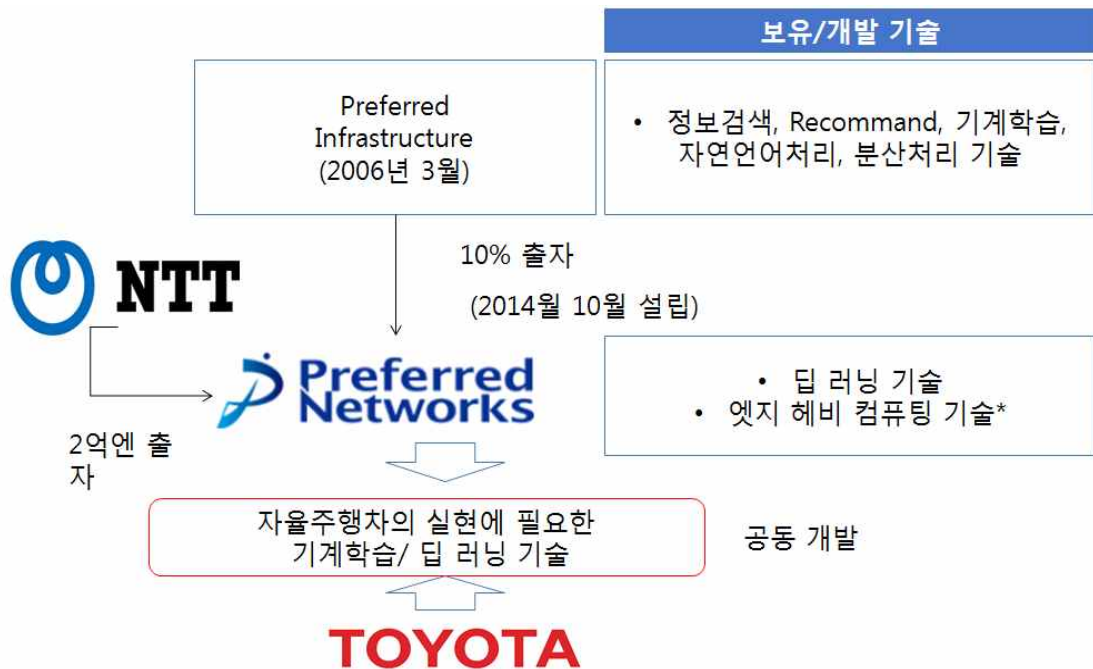 보유/개발 기술
Preferred
Infrastructure
(2006년 3월)
• 정보검색, Recommand, 기계학습,
자연언어처리, 분산처리 기술
10% 출자
(2014월 10월 설립)
NTT
Preferred
Networks
2억엔 출
자
• 딥 러닝 기술
• 엣지 헤비 컴퓨팅 기술*
자율주행차의 실현에 필요한
기계학습/ 딥 러닝 기술
공동 개발
TOYOTA